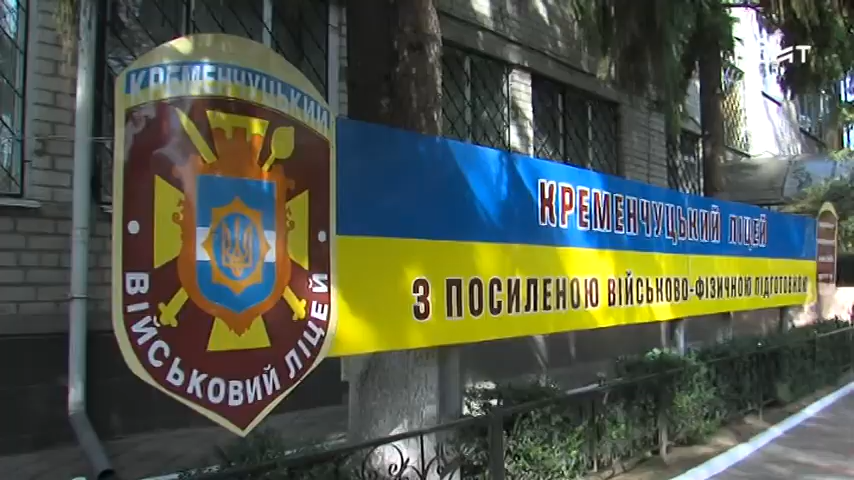 КРЕМЕНЧУЦЬКИЙ
ВІЙСЬКОВИЙ ЛІЦЕЙ
КРЕМЕНЧУЦЬКИЙ ЛІЦЕЙ
З ПОСИЛЕНОЮ ВІЙСЬКОВО-ФІЗИЧНОЮ ПІДГОТОВКОЮ